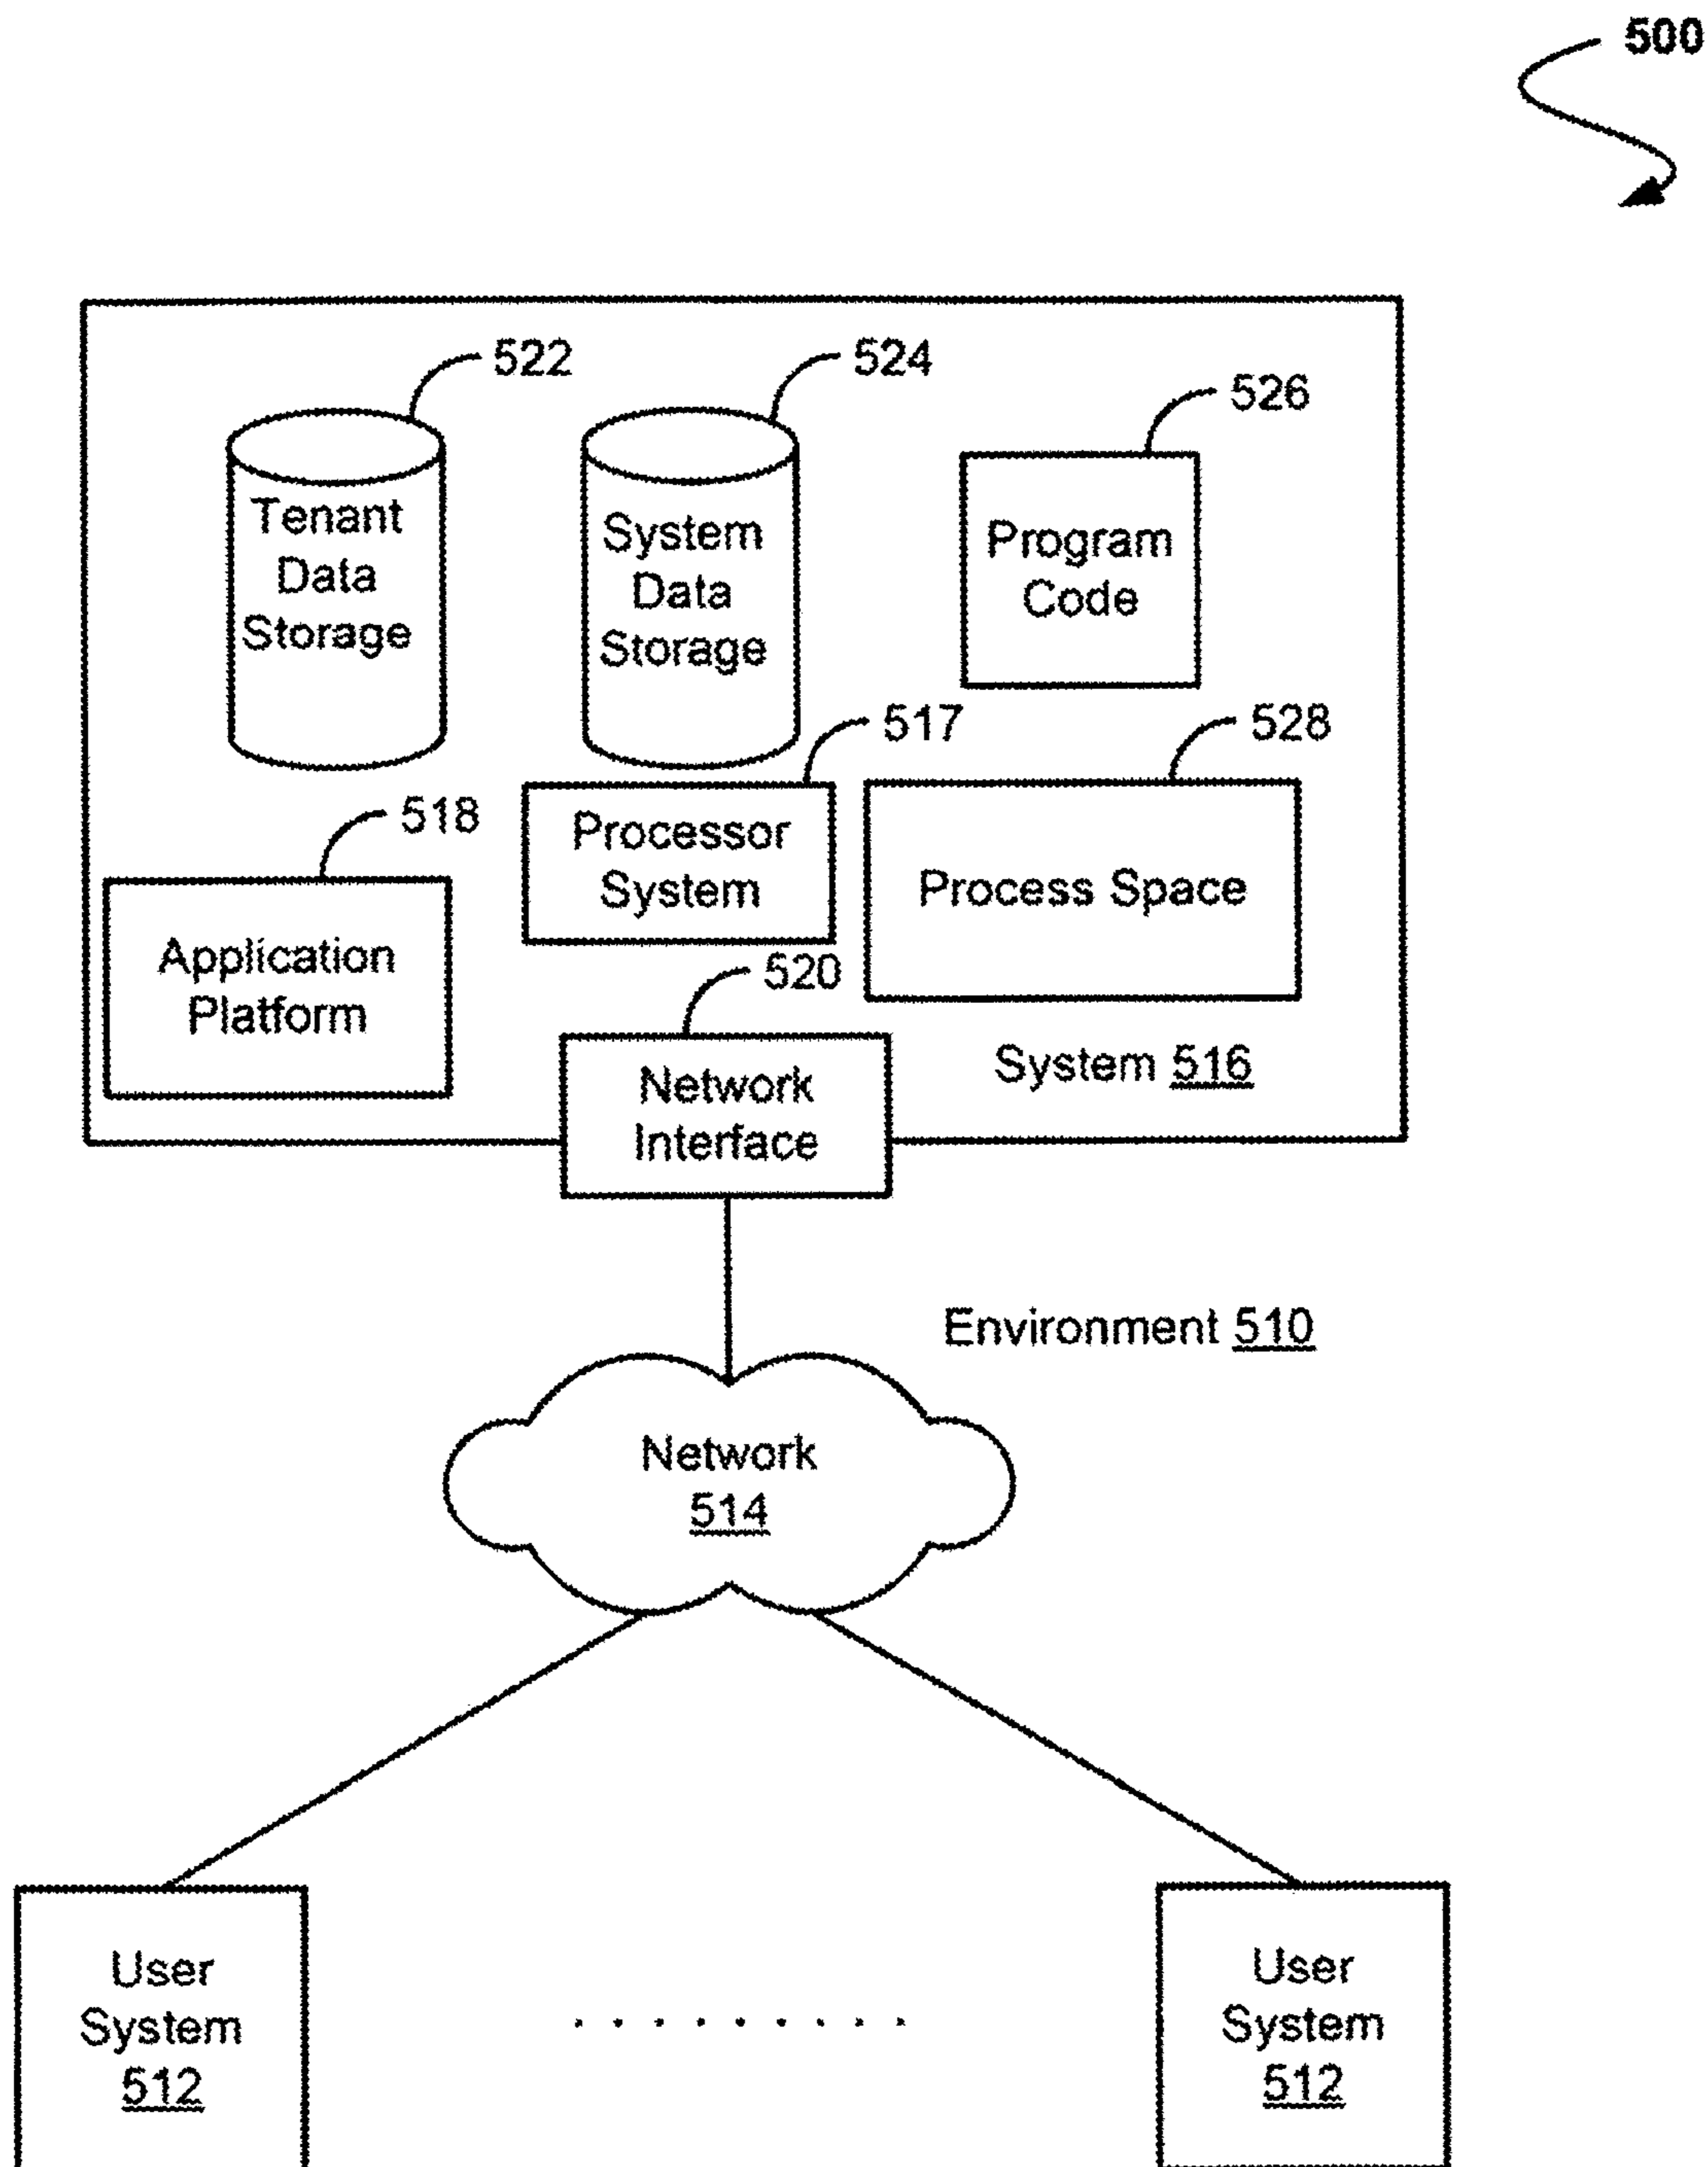 500
522
524
526
Tenant
Data
Storage
System
Data
Storage
Program
Code
517
528
518
Processor
System
Process Space
Application
Platform
520
Network
Interface
System 516
Environment 510
Network
514
User
System
512
User
System
512